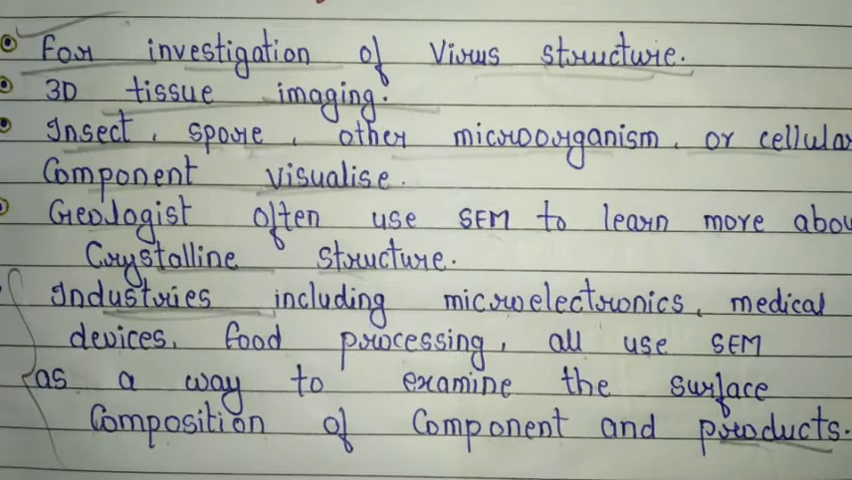 For investigation of Virus structure.
3D tissue imaging.
Insect, spore, other microorganism, or cellular
Component visualise.
Geologist often use SEM to learn more abou
Crystalline structure.
Industries including microelectronics, medical
devices, food processing, all use SEM
as a way to examine the surface
Composition of Component and products.